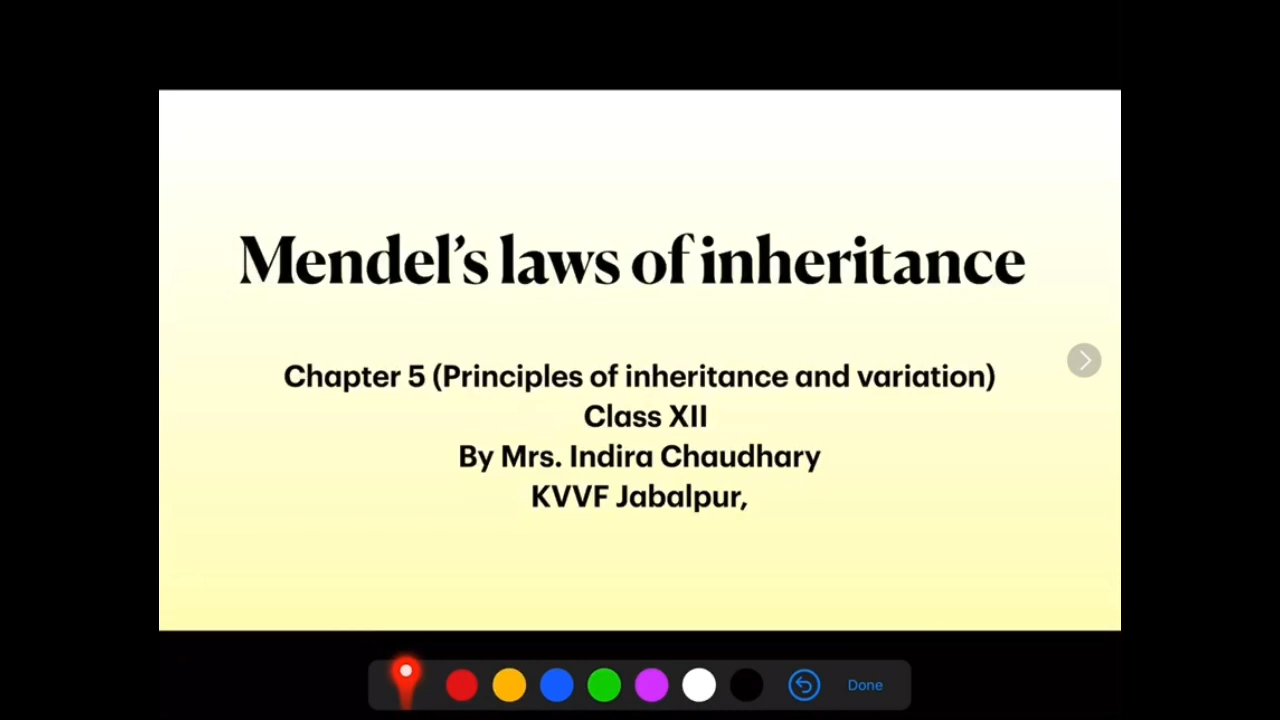 Mendel’s laws of inheritance
Chapter 5 (Principles of inheritance and variation)
Class XII
By Mrs. Indira Chaudhary
KVVF Jabalpur,
Done